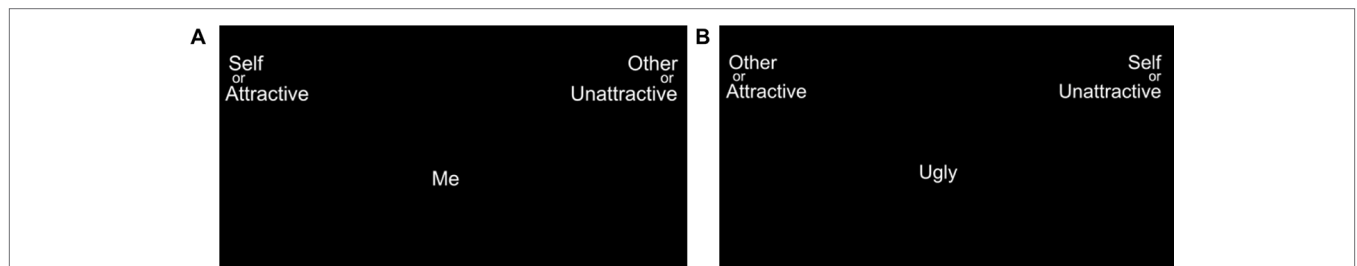 A
Self
or
Attractive
Other
or
Unattractive
Me
B
Other
or
Attractive
Self
or
Unattractive
Ugly